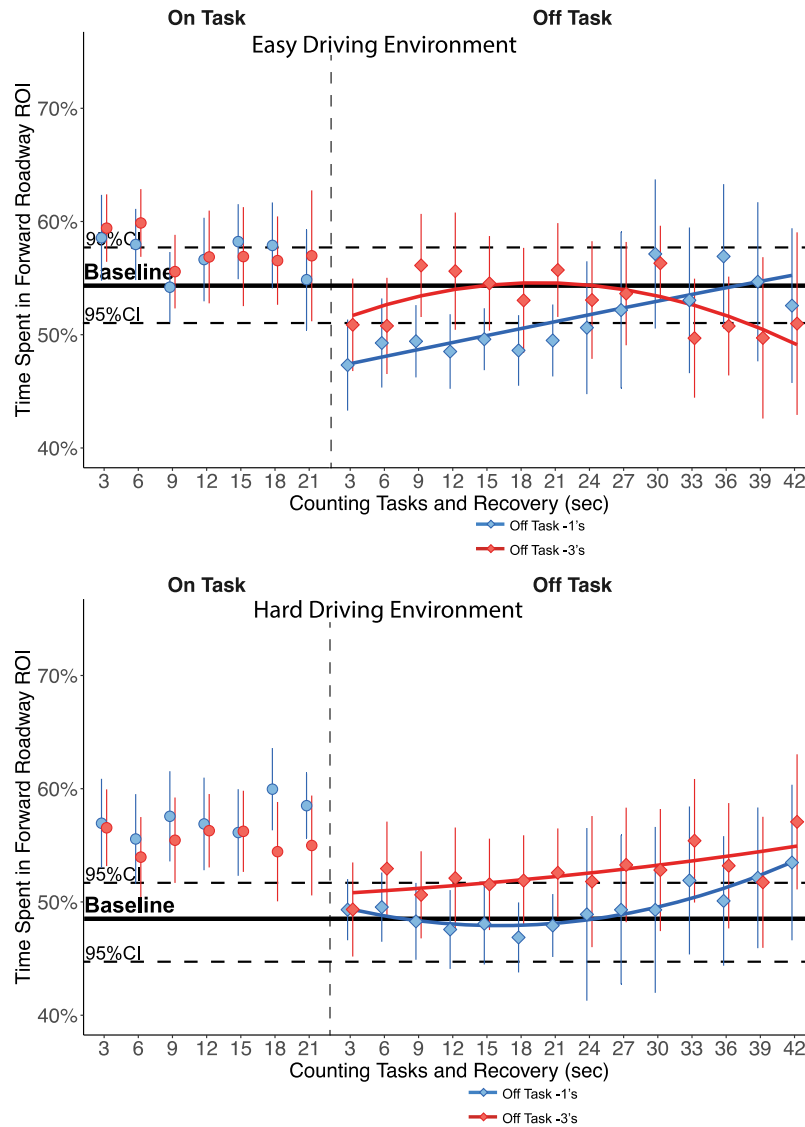 On Task Off Task
Easy Driving Environment
Time Spent in Forward Roadway ROI
70%
60%
95%CI
Baseline
95%CI
50%
40%
3 6 9 12 15 18 21 3 6 9 12 15 18 21 24 27 30 33 36 39 42
Counting Tasks and Recovery (sec)
Off Task -1's
Off Task -3's
On Task Off Task
Hard Driving Environment
Time Spent in Forward Roadway ROI
70%
60%
95%CI
50%
Baseline
95%CI
40%
3 6 9 12 15 18 21 3 6 9 12 15 18 21 24 27 30 33 36 39 42
Counting Tasks and Recovery (sec)
Off Task -1's
Off Task -3's